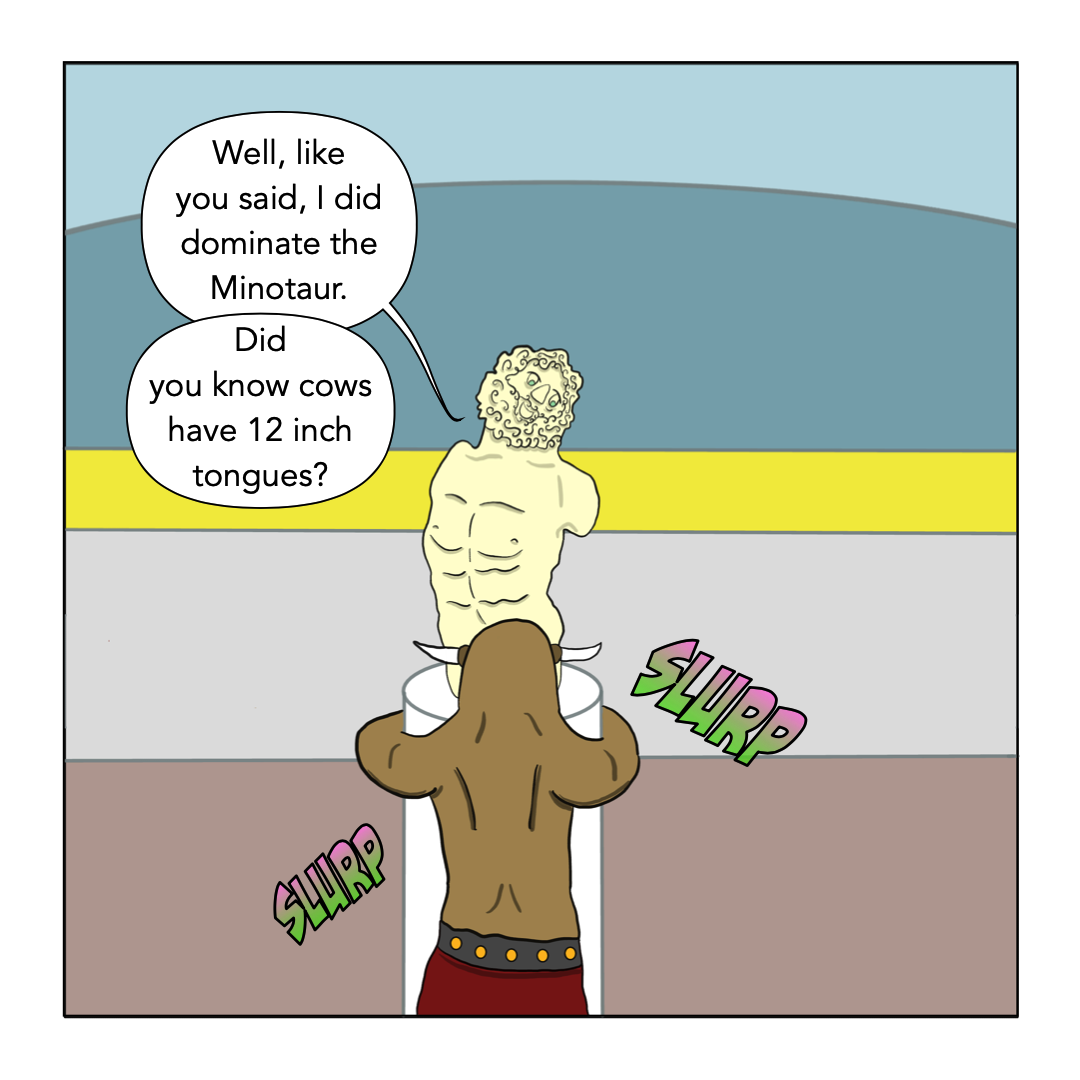 Well, like
you said, I did
dominate the
Minotaur.
Did
you know cows
have 12 inch
tongues?
SLURP
SLURP